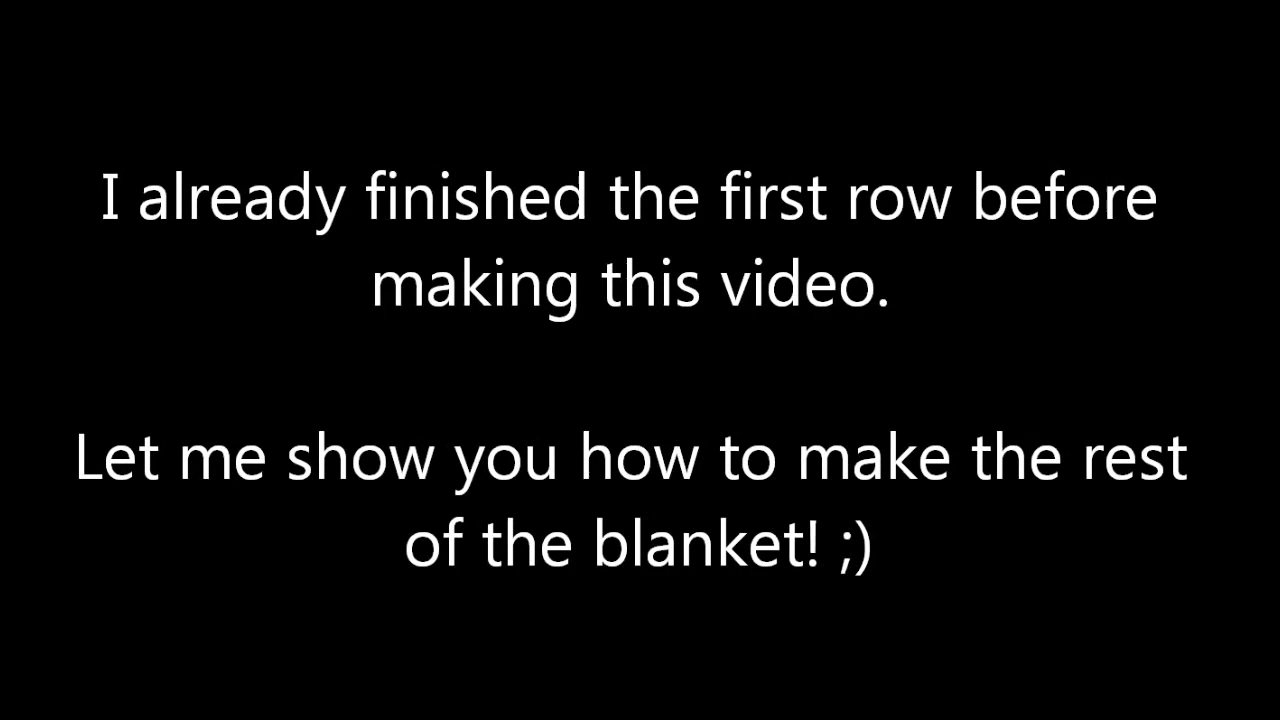 I already finished the first row before
making this video.
Let me show you how to make the rest
of the blanket! ;)